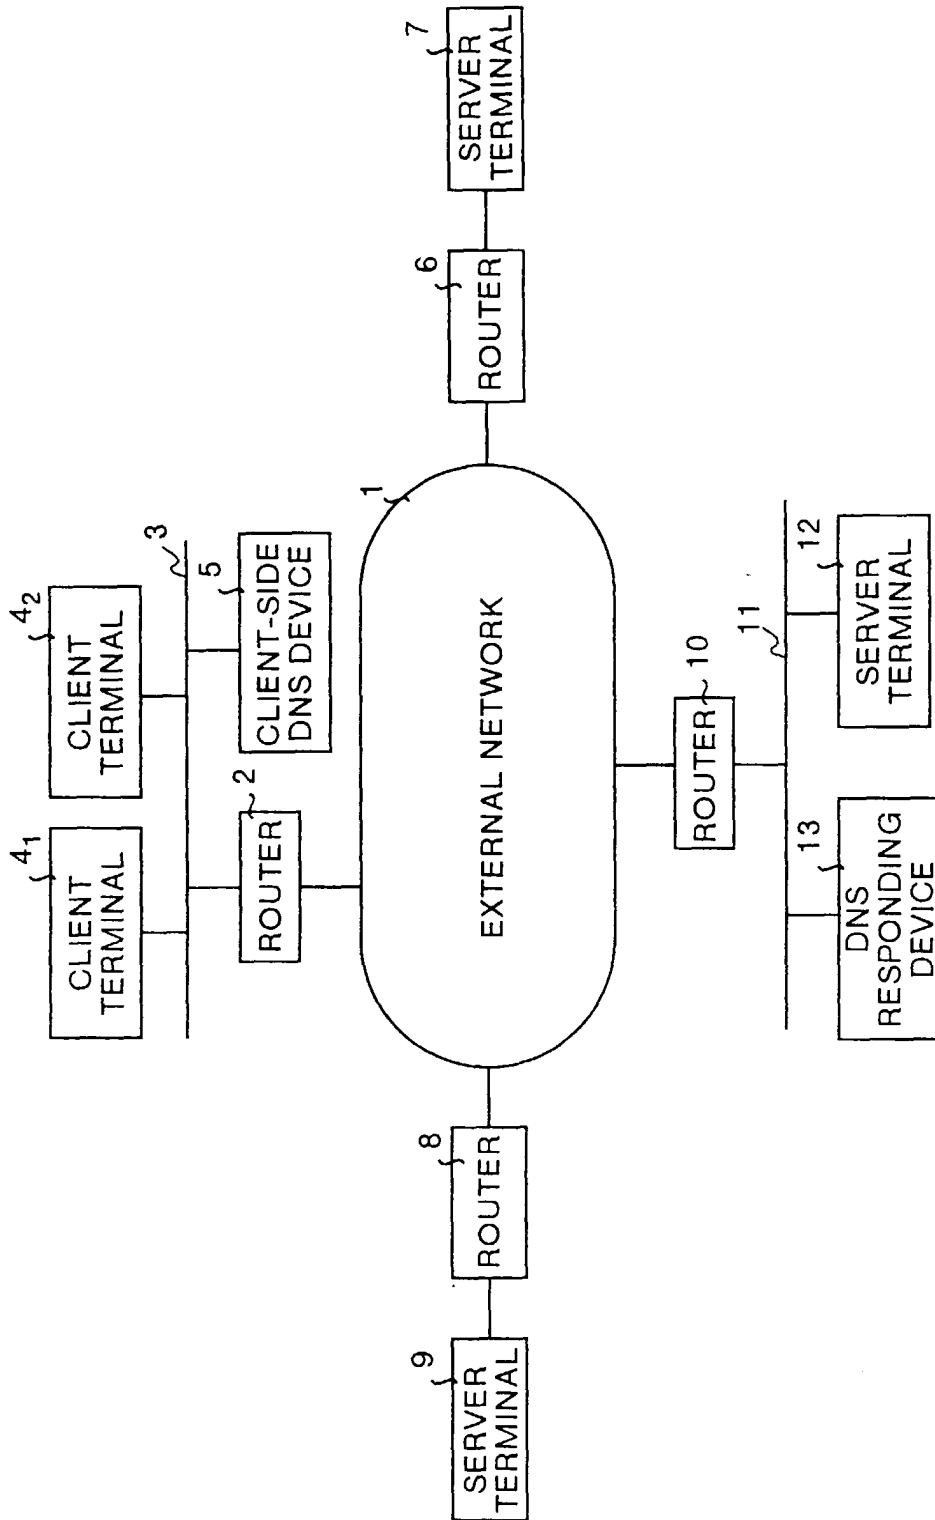 4₁
CLIENT
TERMINAL
4₂
CLIENT
TERMINAL
3
2
ROUTER
5
CLIENT-SIDE
DNS DEVICE
1
EXTERNAL NETWORK
9
SERVER
TERMINAL
8
ROUTER
6
ROUTER
7
SERVER
TERMINAL
10
ROUTER
11
13
DNS
RESPONDING
DEVICE
12
SERVER
TERMINAL